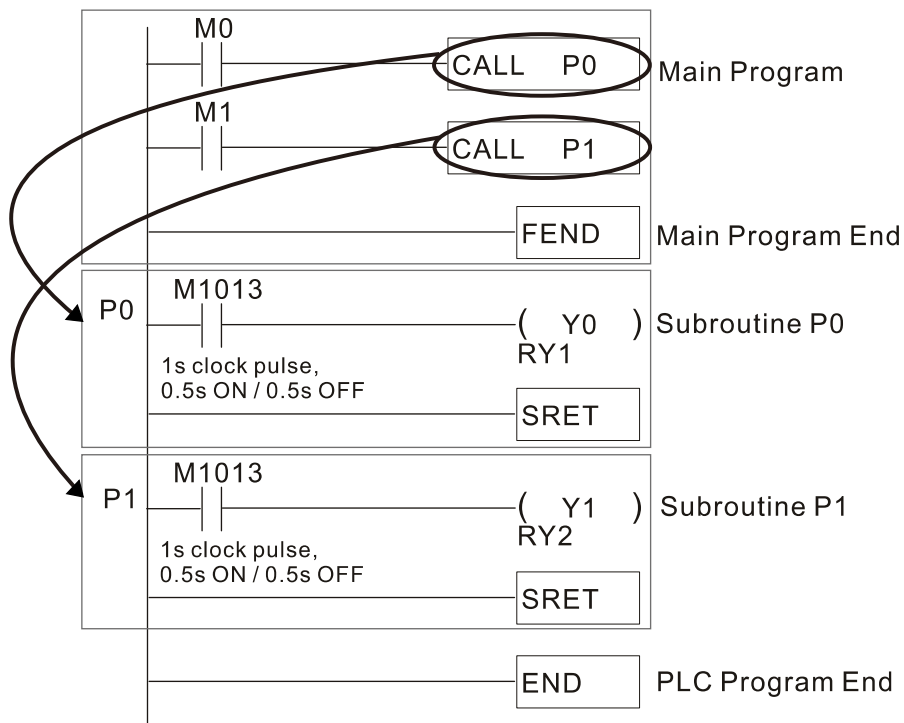 M0
CALL P0
Main Program
M1
CALL P1
FEND
Main Program End
P0
M1013
( Y0 )
RY1
Subroutine P0
1s clock pulse,
0.5s ON / 0.5s OFF
SRET
P1
M1013
( Y1 )
RY2
Subroutine P1
1s clock pulse,
0.5s ON / 0.5s OFF
SRET
END
PLC Program End